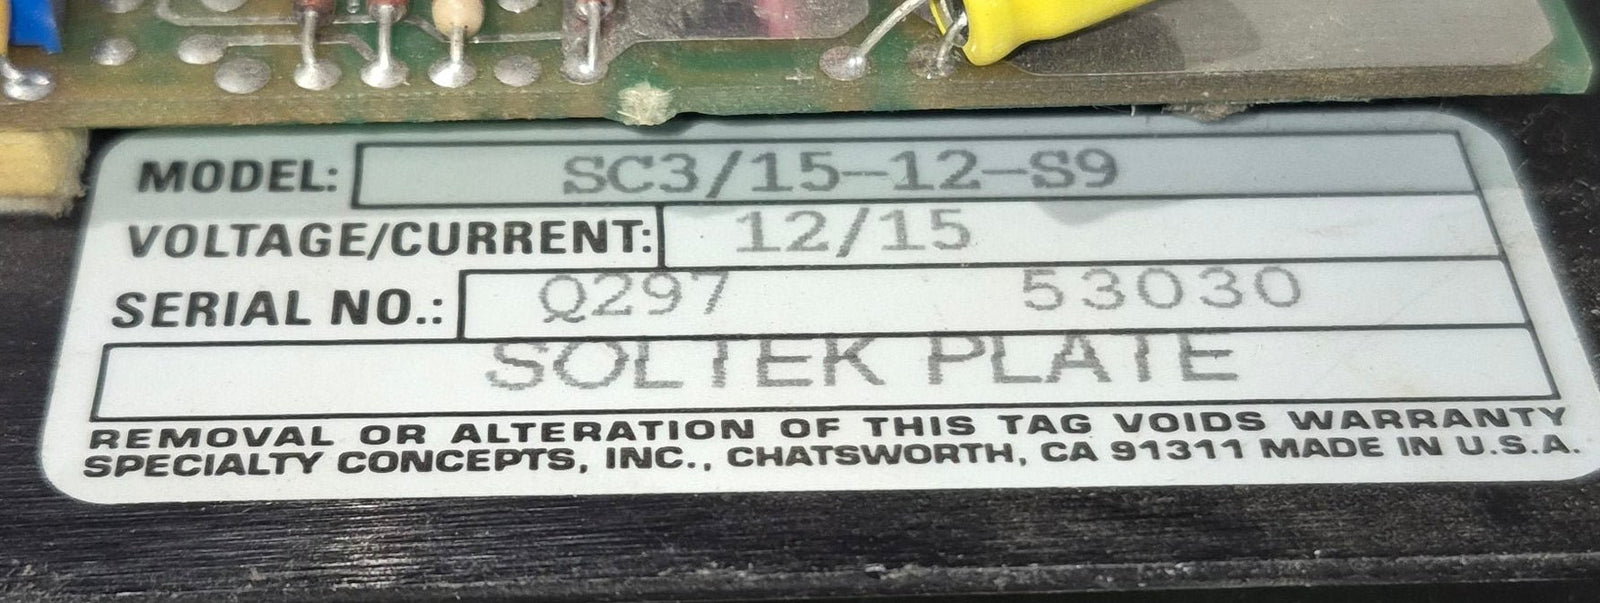 MODEL: SC3/15-12-S9
VOLTAGE/CURRENT: 12/15
SERIAL NO.: Q297 53030
SOLTEK PLATE
REMOVAL OR ALTERATION OF THIS TAG VOIDS WARRANTY
SPECIALTY CONCEPTS, INC., CHATSWORTH, CA 91311 MADE IN U.S.A.